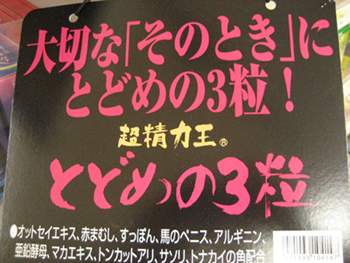 大切な「そのとき」に
とどめの3粒!
超精力王®
とどめの3粒
●オットセイエキス、赤まむし、すっぽん、馬のペニス、アルギニン、
亜鉛酵母、マカエキス、トンカットアリ、サソリ、トナカイの角配合